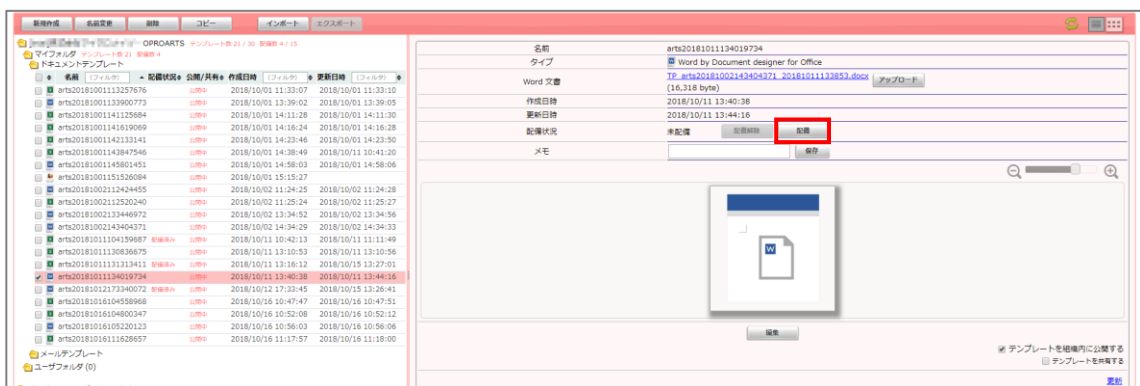 新規作成 名前変更 削除 コピー インポート エクスポート
OPROARTS テンプレート数 21 / 30 配備数 4 / 15
マイフォルダ テンプレート数 21 配備数 4
ドキュメントテンプレート
名前 (フィルタ) 配備状況 公開/共有 作成日時 (フィルタ) 更新日時 (フィルタ)
arts20181001113257676 公開中 2018/10/01 11:33:07 2018/10/01 11:33:10
arts20181001133900773 公開中 2018/10/01 13:39:02 2018/10/01 13:39:05
arts20181001141125684 公開中 2018/10/01 14:11:28 2018/10/01 14:11:30
arts20181001141619069 公開中 2018/10/01 14:16:24 2018/10/01 14:16:28
arts20181001142133141 公開中 2018/10/01 14:23:46 2018/10/01 14:23:50
arts20181001143847546 公開中 2018/10/01 14:38:49 2018/10/11 10:41:20
arts20181001145801451 公開中 2018/10/01 14:58:03 2018/10/01 14:58:06
arts20181001151526084 公開中 2018/10/01 15:15:27
arts20181002112424455 公開中 2018/10/02 11:24:25 2018/10/02 11:24:28
arts20181002112520240 公開中 2018/10/02 11:25:24 2018/10/02 11:25:27
arts20181002133446972 公開中 2018/10/02 13:34:52 2018/10/02 13:34:56
arts20181002143404371 公開中 2018/10/02 14:34:29 2018/10/02 14:34:33
arts20181011104159687 配備済み 公開中 2018/10/11 10:42:13 2018/10/11 11:11:49
arts20181011130836675 公開中 2018/10/11 13:10:53 2018/10/11 13:10:56
arts20181011131313411 配備済み 公開中 2018/10/11 13:16:12 2018/10/15 13:27:01
arts20181011134019734 公開中 2018/10/11 13:40:38 2018/10/11 13:44:16
arts20181012173340072 配備済み 公開中 2018/10/12 17:33:45 2018/10/15 13:26:41
arts20181016104558968 公開中 2018/10/16 10:47:47 2018/10/16 10:47:51
arts20181016104800347 公開中 2018/10/16 10:52:08 2018/10/16 10:52:12
arts20181016105220123 公開中 2018/10/16 10:56:03 2018/10/16 10:56:06
arts20181016111628657 公開中 2018/10/16 11:17:57 2018/10/16 11:18:00
メールテンプレート
ユーザフォルダ (0)
名前 arts20181011134019734
タイプ Word by Document designer for Office
Word 文書 TP_arts20181002143404371_20181011133853.docx アップロード
(16,318 byte)
作成日時 2018/10/11 13:40:38
更新日時 2018/10/11 13:44:16
配備状況 未配備 配備解除 配備
メモ 保存
W
編集
テンプレートを組織内に公開する
テンプレートを共有する
更新